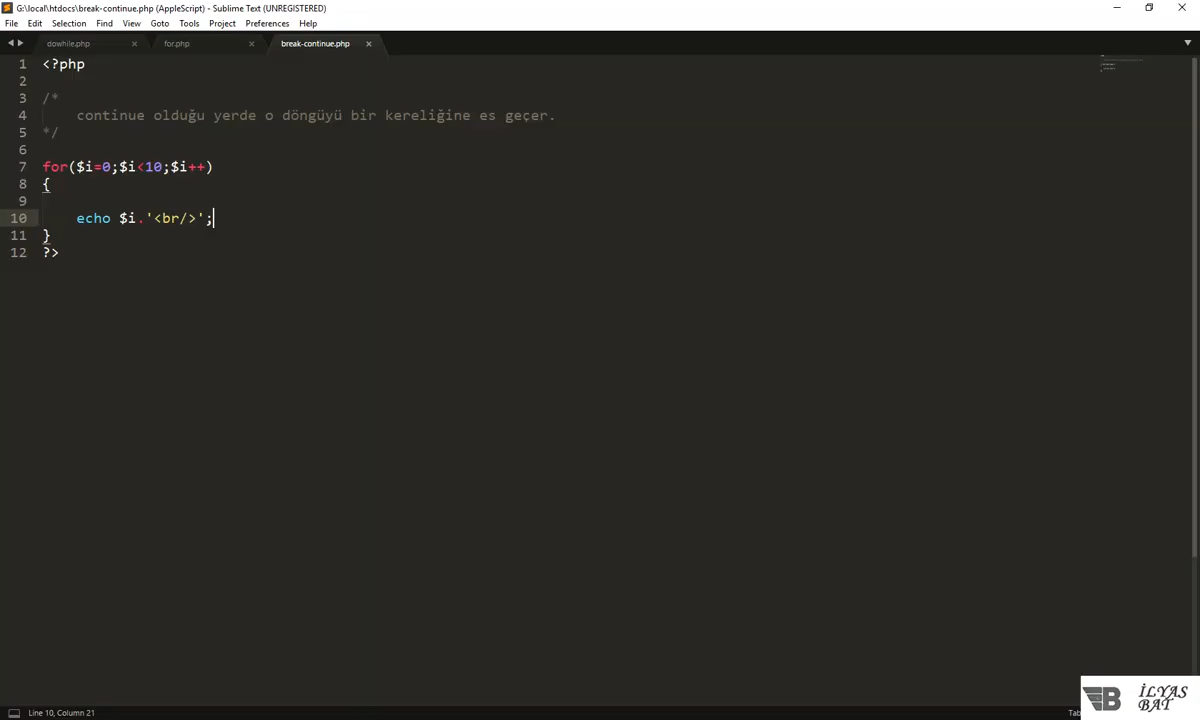 G:\local\htdocs\break-continue.php (AppleScript) - Sublime Text (UNREGISTERED)
File Edit Selection Find View Goto Tools Project Preferences Help
dowhile.php for.php break-continue.php
1 <?php
2
3 /*
4 continue olduğu yerde o döngüyü bir kereliğine es geçer.
5 */
6
7 for($i=0;$i<10;$i++)
8 {
9
10 echo $i.'<br/>';
11 }
12 ?>
Line 10, Column 21
Tab
B İLYAS
BAT